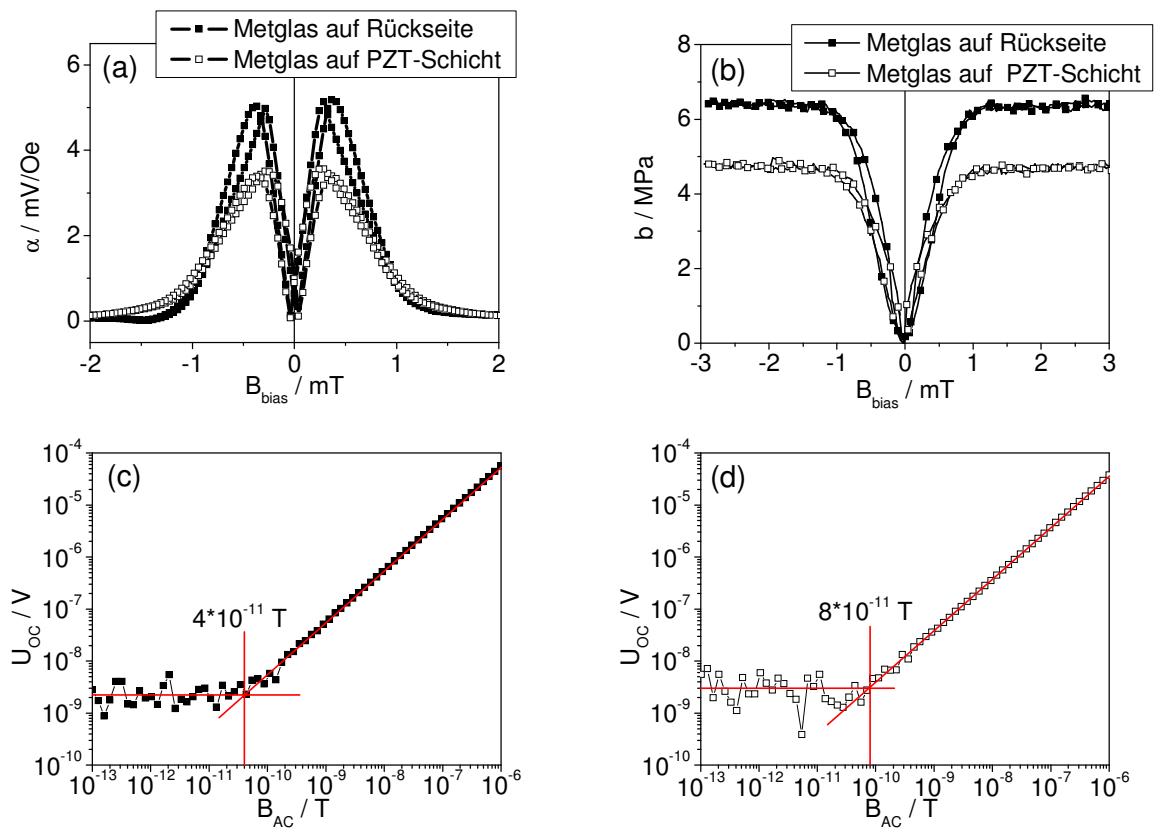 Metglas auf Rückseite
Metglas auf PZT-Schicht
(a)
6
4
2
0
α / mV/Oe
-2 -1 0 1 2
B_bias / mT
Metglas auf Rückseite
Metglas auf PZT-Schicht
(b)
8
6
4
2
0
b / MPa
-3 -2 -1 0 1 2 3
B_bias / mT
(c)
10^-4
10^-5
10^-6
10^-7
10^-8
10^-9
10^-10
U_OC / V
4*10^-11 T
10^-13 10^-12 10^-11 10^-10 10^-9 10^-8 10^-7 10^-6
B_AC / T
(d)
10^-4
10^-5
10^-6
10^-7
10^-8
10^-9
10^-10
U_OC / V
8*10^-11 T
10^-13 10^-12 10^-11 10^-10 10^-9 10^-8 10^-7 10^-6
B_AC / T